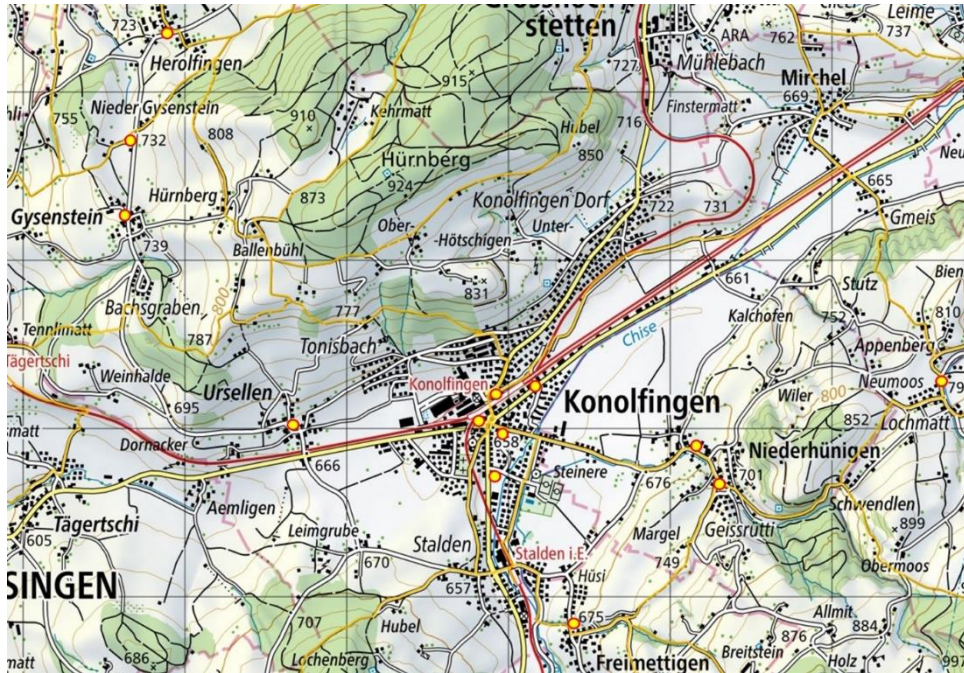 723
Herolfingen
stetten
ARA
762
737
Leime
727
Mühlebach
915
Mirchel
669
Nieder Gysenstein
Kehrmatt
Finstermatt
755
732
808
910
Hubel
716
850
Hürnberg
924
Hürnberg
873
Konolfingen Dorf
722
731
665
Gysenstein
Ober-
-Hötschigen
Unter-
Gmeis
739
Ballenbühl
661
Stutz
Bachsgraben
800
777
831
Kalchofen
752
810
Tennlimatt
787
Tonisbach
Chise
Appenberg
Tägertschi
Weinhalde
Ursellen
Konolfingen
Konolfingen
Wiler
800
Neumoos
695
852
Lochmatt
Dornacker
658
Niederhünigen
666
Steinere
676
701
Aemligen
Schwendlen
Tägertschi
Leimgrube
Stalden
Margel
Geissrütti
899
605
670
Stalden i.E.
749
Obermoos
SINGEN
657
Hüsi
707
Hubel
675
Allmit
876
884
686
Lochenberg
Freimettigen
Breitstein
Holz
997